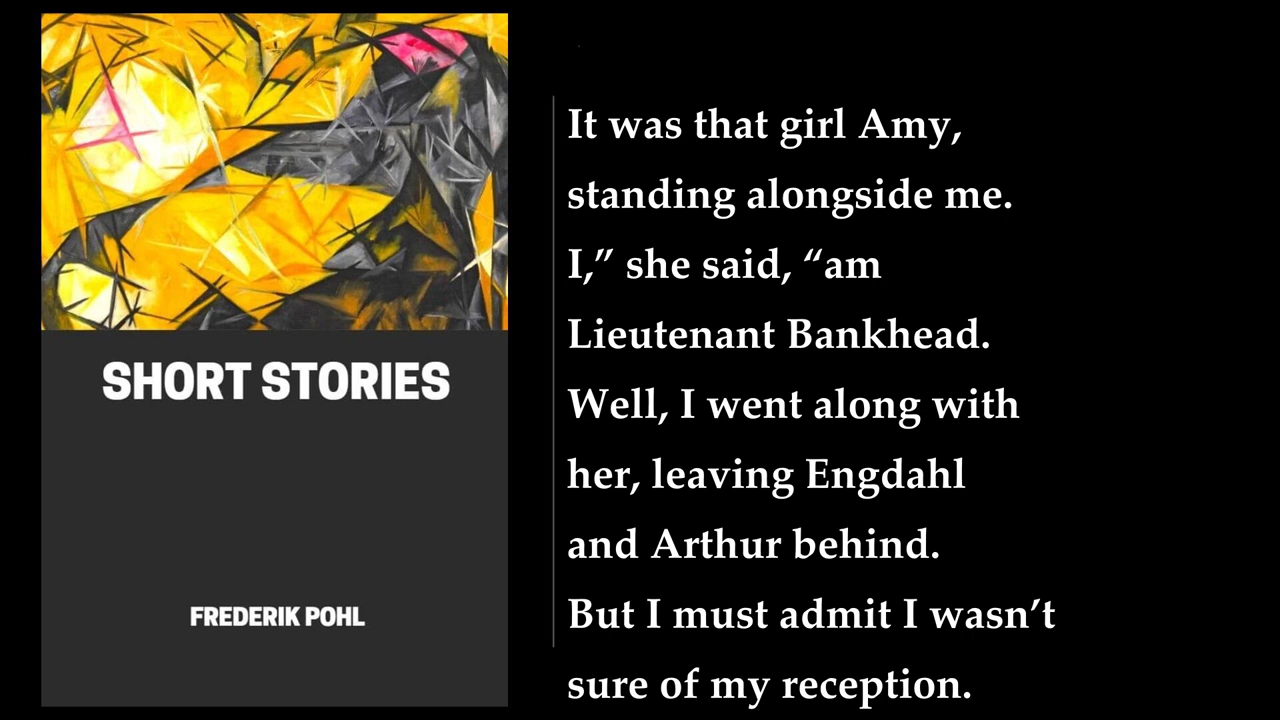 SHORT STORIES
FREDERIK POHL
It was that girl Amy,
standing alongside me.
I,” she said, “am
Lieutenant Bankhead.
Well, I went along with
her, leaving Engdahl
and Arthur behind.
But I must admit I wasn’t
sure of my reception.